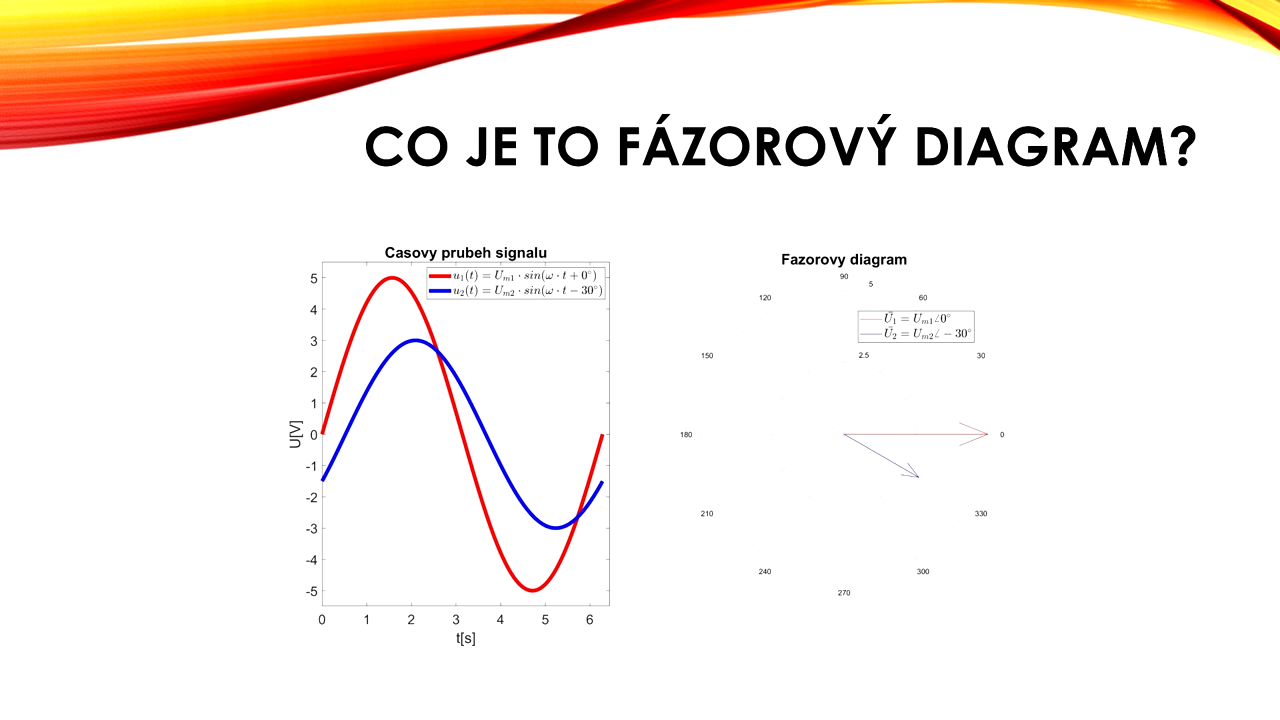 CO JE TO FÁZOROVÝ DIAGRAM?
Casovy prubeh signalu
u₁(t) = Uₘ₁ · sin(ω · t + 0°)
u₂(t) = Uₘ₂ · sin(ω · t − 30°)
5
4
3
2
1
0
-1
-2
-3
-4
-5
U[V]
0 1 2 3 4 5 6
t[s]
Fazorovy diagram
90
5
120 60
Ū₁ = Uₘ₁∠0°
Ū₂ = Uₘ₂∠ − 30°
150 2.5 30
180 0
210 330
240 300
270